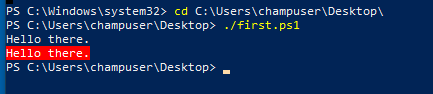 PS C:\Windows\system32> cd C:\Users\champuser\Desktop\
PS C:\Users\champuser\Desktop> ./first.ps1
Hello there.
Hello there.
PS C:\Users\champuser\Desktop>